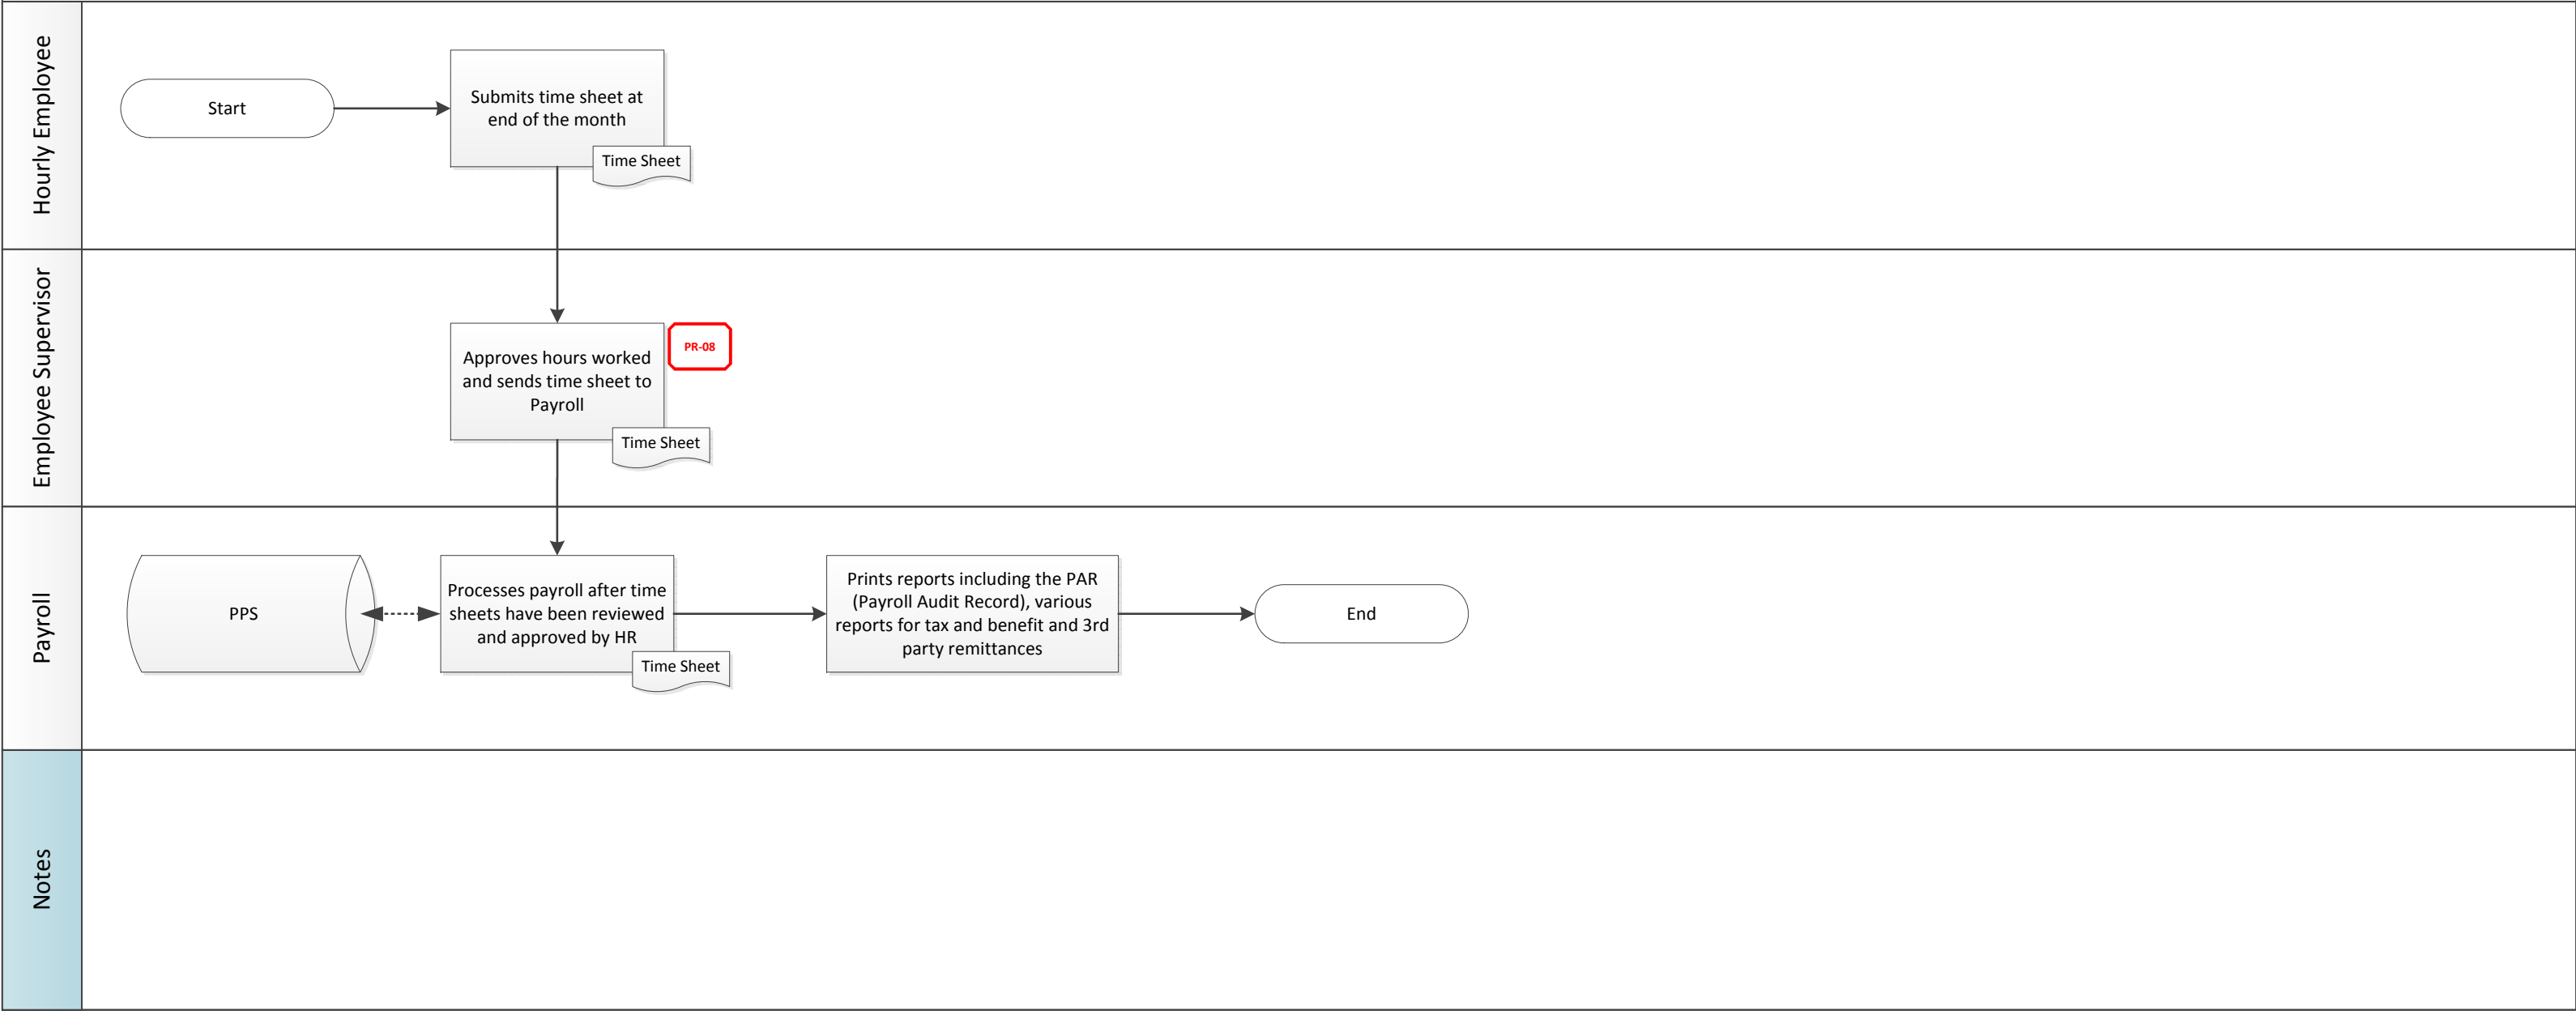 Hourly Employee
Start
Submits time sheet at
end of the month
Time Sheet
Employee Supervisor
Approves hours worked
and sends time sheet to
Payroll
PR-08
Time Sheet
Payroll
PPS
Processes payroll after time
sheets have been reviewed
and approved by HR
Time Sheet
Prints reports including the PAR
(Payroll Audit Record), various
reports for tax and benefit and 3rd
party remittances
End
Notes